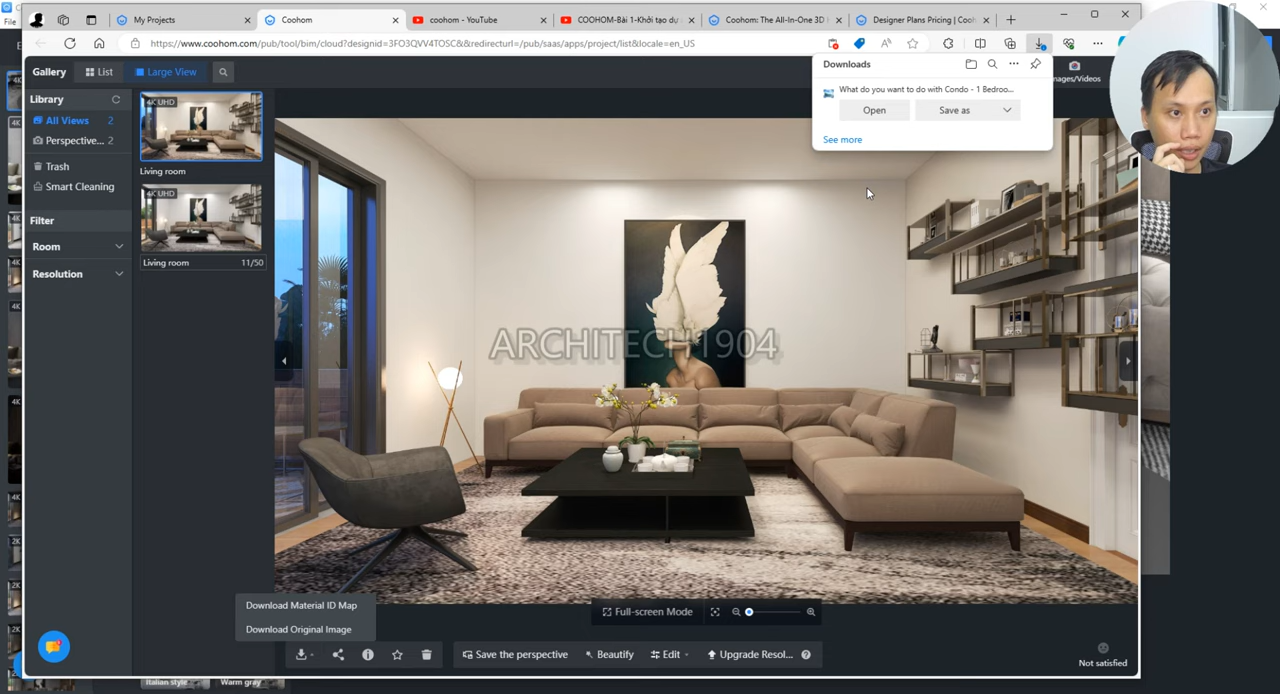 File
My Projects
Coohom
coohom - YouTube
COOHOM-Bài 1-Khởi tạo dự
Coohom: The All-In-One 3D
Designer Plans Pricing | Cooh
https://www.coohom.com/pub/tool/bim/cloud?designid=3FO3QVV4TOSC&&redirecturl=/pub/saas/apps/project/list&locale=en_US
Gallery
List
Large View
Downloads
Images/Videos
What do you want to do with Condo - 1 Bedroo...
Open
Save as
See more
Library
All Views 2
Perspective... 2
Trash
Smart Cleaning
Filter
Room
Resolution
4K UHD
Living room
4K UHD
Living room 11/50
ARCHITECH1904
Download Material ID Map
Download Original Image
Full-screen Mode
Save the perspective
Beautify
Edit
Upgrade Resol...
Not satisfied
Italian style
Warm gray